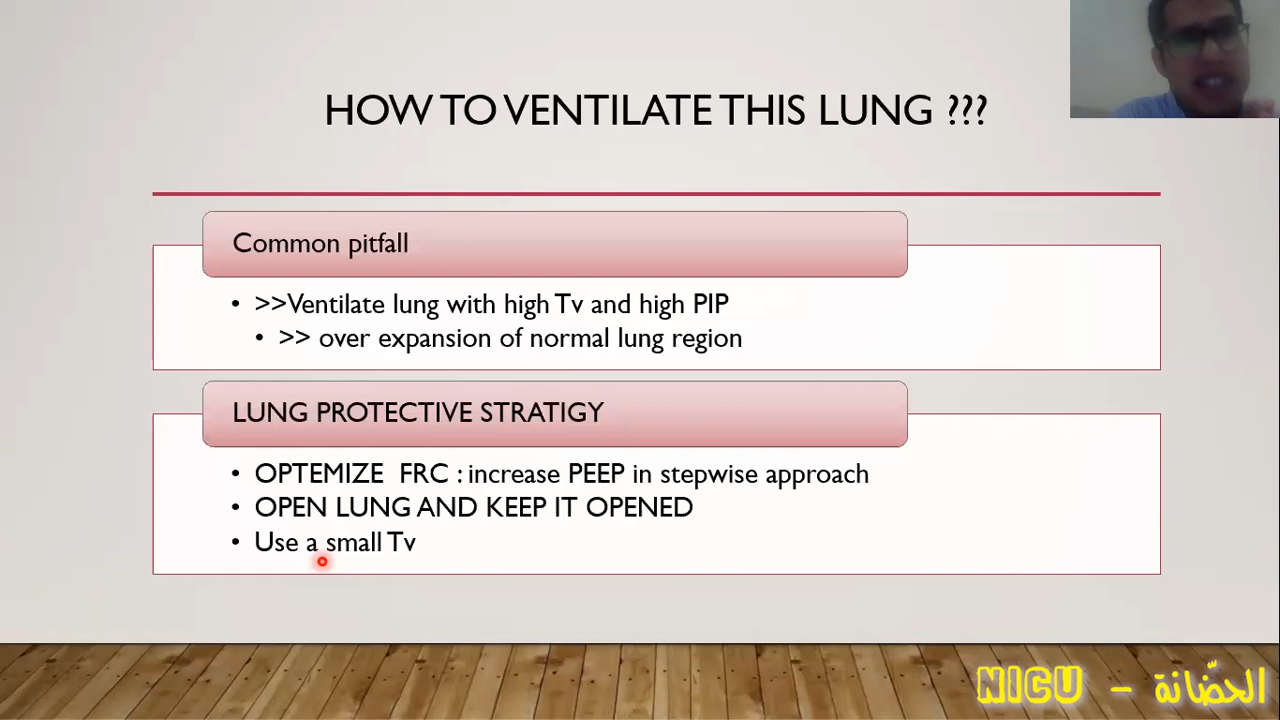 HOW TO VENTILATE THIS LUNG ???
Common pitfall
• >>Ventilate lung with high Tv and high PIP
• >> over expansion of normal lung region
LUNG PROTECTIVE STRATIGY
• OPTEMIZE FRC : increase PEEP in stepwise approach
• OPEN LUNG AND KEEP IT OPENED
• Use a small Tv
NICU - الحضّانة